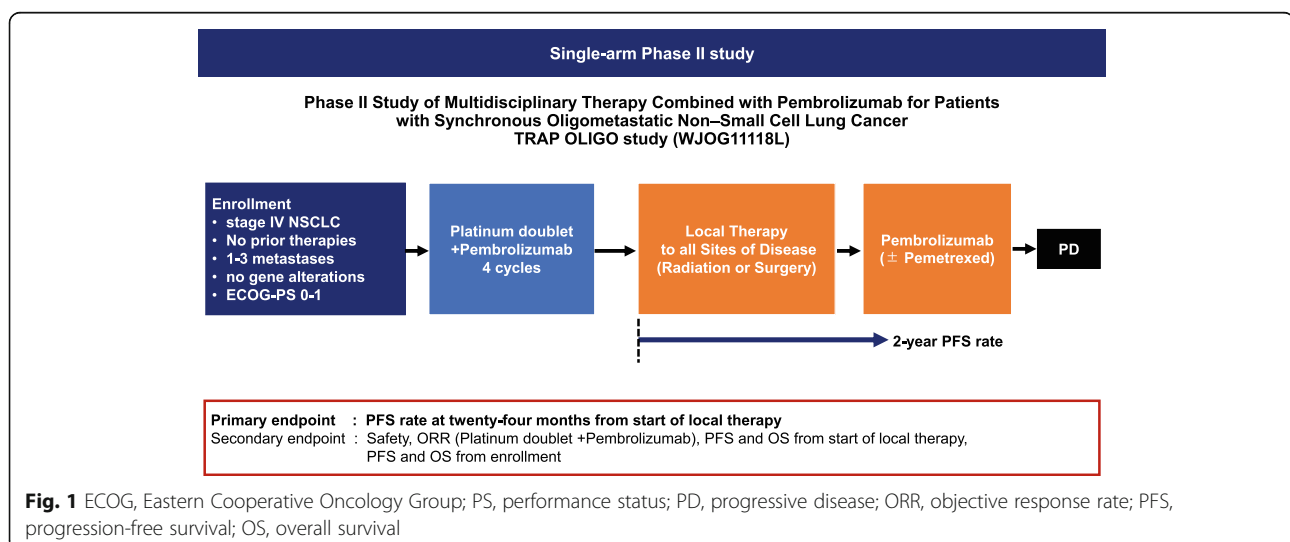 Single-arm Phase II study
Phase II Study of Multidisciplinary Therapy Combined with Pembrolizumab for Patients
with Synchronous Oligometastatic Non–Small Cell Lung Cancer
TRAP OLIGO study (WJOG11118L)
Enrollment
• stage IV NSCLC
• No prior therapies
• 1-3 metastases
• no gene alterations
• ECOG-PS 0-1
Platinum doublet
+Pembrolizumab
4 cycles
Local Therapy
to all Sites of Disease
(Radiation or Surgery)
Pembrolizumab
(± Pemetrexed)
PD
2-year PFS rate
Primary endpoint : PFS rate at twenty-four months from start of local therapy
Secondary endpoint : Safety, ORR (Platinum doublet +Pembrolizumab), PFS and OS from start of local therapy,
PFS and OS from enrollment
Fig. 1 ECOG, Eastern Cooperative Oncology Group; PS, performance status; PD, progressive disease; ORR, objective response rate; PFS,
progression-free survival; OS, overall survival